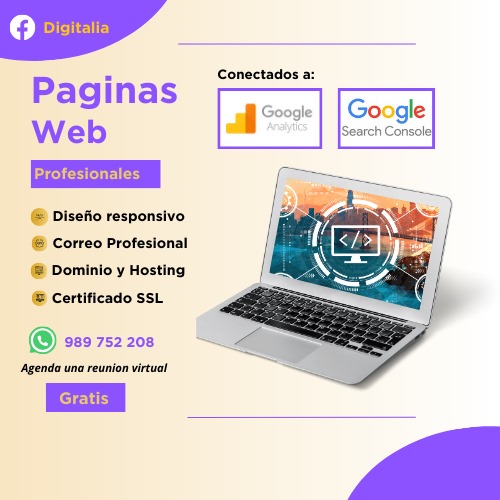 Digitalia
Paginas
Web
Profesionales
Diseño responsivo
Correo Profesional
Dominio y Hosting
Certificado SSL
989 752 208
Agenda una reunion virtual
Gratis
Conectados a:
Google
Analytics
Google
Search Console